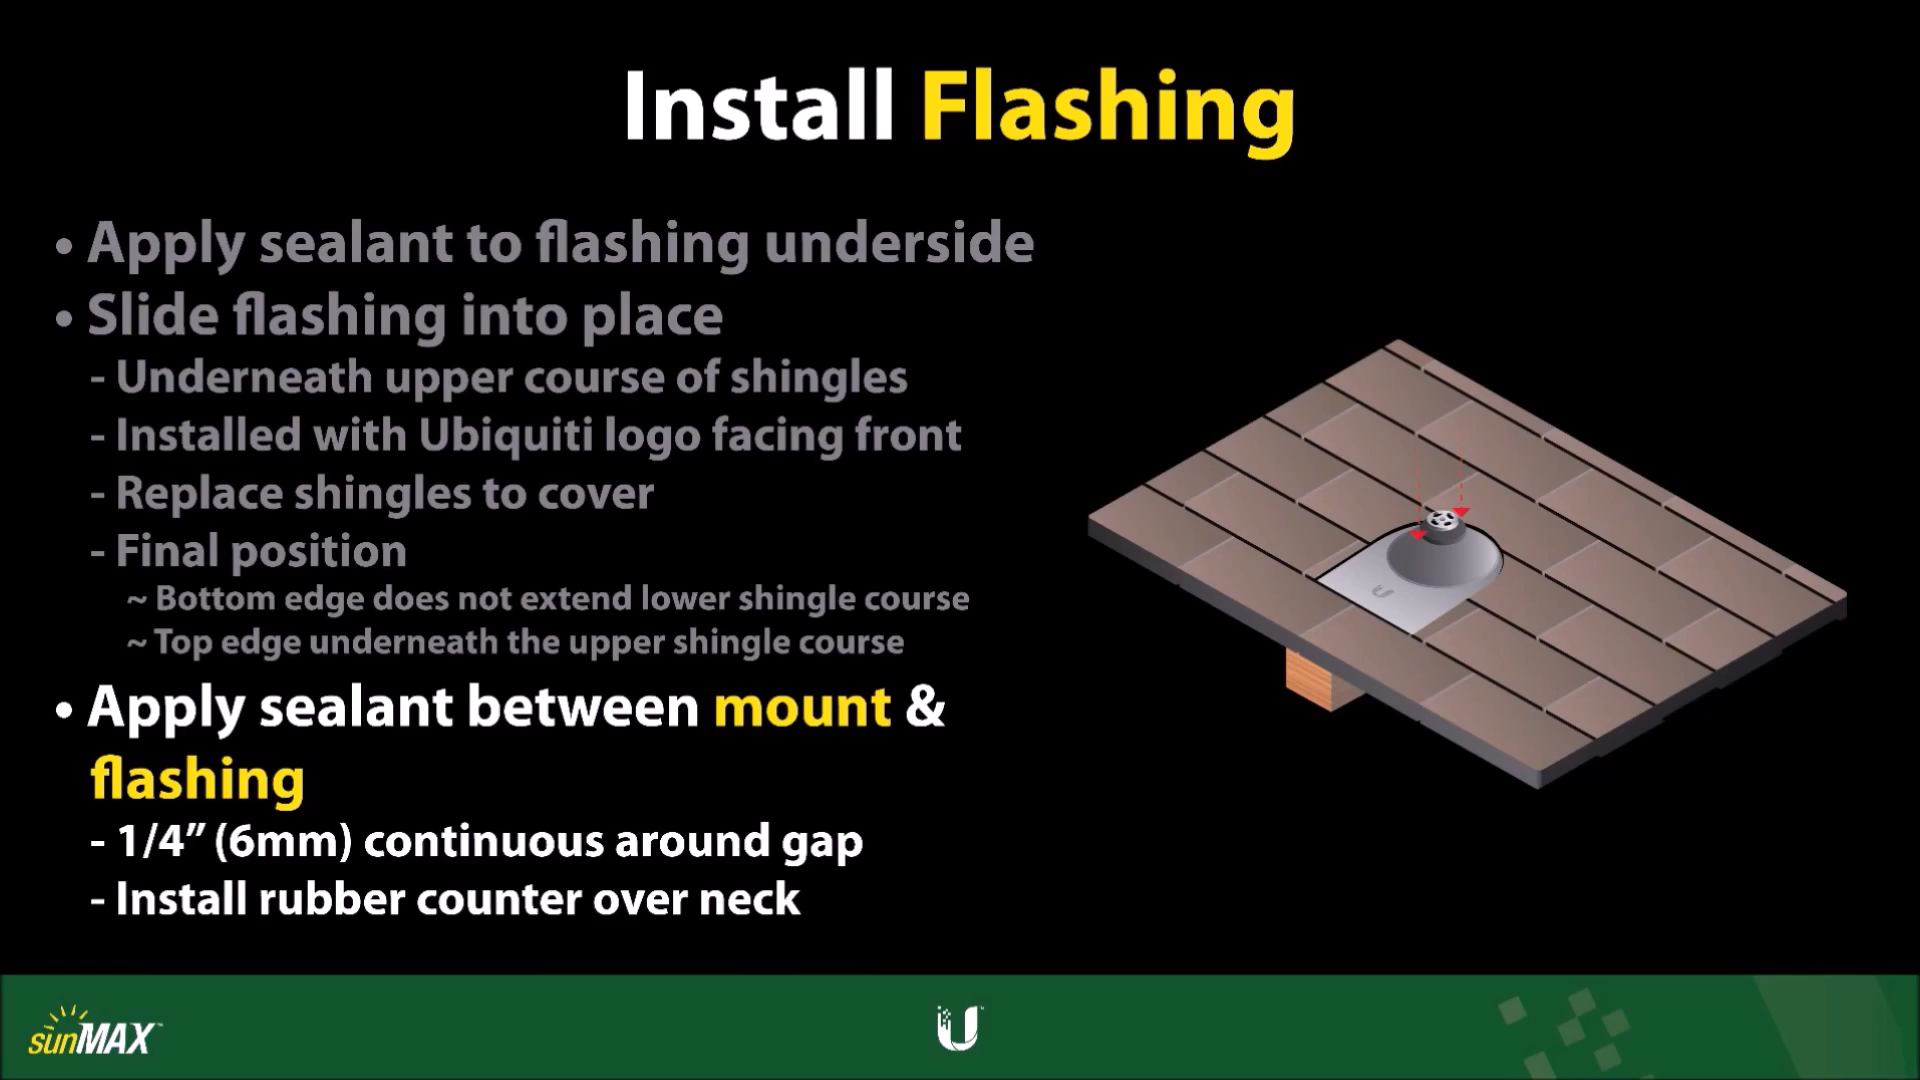 Install Flashing
• Apply sealant to flashing underside
• Slide flashing into place
- Underneath upper course of shingles
- Installed with Ubiquiti logo facing front
- Replace shingles to cover
- Final position
~ Bottom edge does not extend lower shingle course
~ Top edge underneath the upper shingle course
• Apply sealant between mount &
flashing
- 1/4” (6mm) continuous around gap
- Install rubber counter over neck
sunMAX™
U